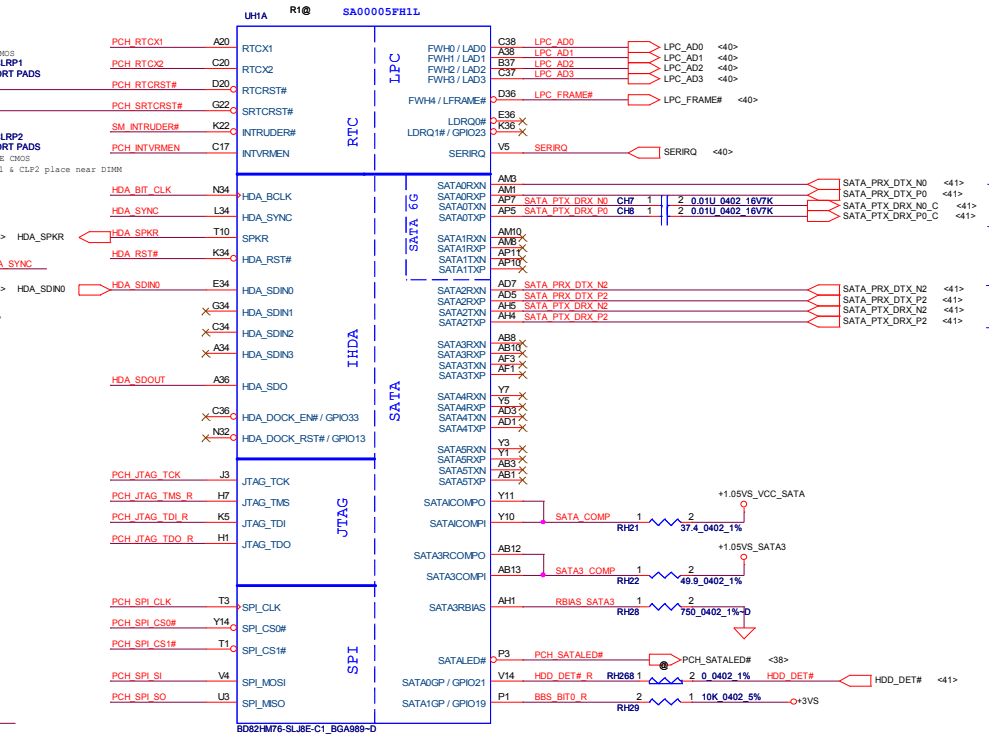 UH1A
R1@
SA00005FH1L
MOS
CLRP1
ORT PADS
CLRP2
ORT PADS
E CMOS
1 & CLP2 place near DIMM
PCH_RTCX1 A20 RTCX1
PCH_RTCX2 C20 RTCX2
PCH_RTCRST# D20 RTCRST#
PCH_SRTCRST# G22 SRTCRST#
SM_INTRUDER# K22 INTRUDER#
PCH_INTVRMEN C17 INTVRMEN
RTC
LPC
FWH0 / LAD0 C38 LPC_AD0 LPC_AD0 <40>
FWH1 / LAD1 A38 LPC_AD1 LPC_AD1 <40>
FWH2 / LAD2 B37 LPC_AD2 LPC_AD2 <40>
FWH3 / LAD3 C37 LPC_AD3 LPC_AD3 <40>
FWH4 / LFRAME# D36 LPC_FRAME# LPC_FRAME# <40>
LDRQ0# E36
LDRQ1# / GPIO23 K36
SERIRQ V5 SERIRQ SERIRQ <40>
HDA_BIT_CLK N34 HDA_BCLK
HDA_SYNC L34 HDA_SYNC
> HDA_SPKR HDA_SPKR T10 SPKR
A_SYNC
HDA_RST# K34 HDA_RST#
> HDA_SDIN0 HDA_SDIN0 E34 HDA_SDIN0
G34 HDA_SDIN1
C34 HDA_SDIN2
A34 HDA_SDIN3
HDA_SDOUT A36 HDA_SDO
C36 HDA_DOCK_EN# / GPIO33
N32 HDA_DOCK_RST# / GPIO13
IHDA
SATA 6G
SATA
SATA0RXN AM3 SATA_PRX_DTX_N0 <41>
SATA0RXP AM1 SATA_PRX_DTX_P0 <41>
SATA0TXN AP7 SATA_PTX_DRX_N0 CH7 1 2 0.01U_0402_16V7K SATA_PTX_DRX_N0_C <41>
SATA0TXP AP5 SATA_PTX_DRX_P0 CH8 1 2 0.01U_0402_16V7K SATA_PTX_DRX_P0_C <41>
SATA1RXN AM10
SATA1RXP AM8
SATA1TXN AP11
SATA1TXP AP10
SATA2RXN AD7 SATA_PRX_DTX_N2 SATA_PRX_DTX_N2 <41>
SATA2RXP AD5 SATA_PRX_DTX_P2 SATA_PRX_DTX_P2 <41>
SATA2TXN AH5 SATA_PTX_DRX_N2 SATA_PTX_DRX_N2 <41>
SATA2TXP AH4 SATA_PTX_DRX_P2 SATA_PTX_DRX_P2 <41>
SATA3RXN AB8
SATA3RXP AB10
SATA3TXN AF3
SATA3TXP AF1
SATA4RXN Y7
SATA4RXP Y5
SATA4TXN AD3
SATA4TXP AD1
SATA5RXN Y3
SATA5RXP Y1
SATA5TXN AB3
SATA5TXP AB1
PCH_JTAG_TCK J3 JTAG_TCK
PCH_JTAG_TMS_R H7 JTAG_TMS
PCH_JTAG_TDI_R K5 JTAG_TDI
PCH_JTAG_TDO_R H1 JTAG_TDO
JTAG
SATAICOMPO Y11
+1.05VS_VCC_SATA
SATAICOMPI Y10 SATA_COMP RH21 1 2 37.4_0402_1%
SATA3RCOMPO AB12
+1.05VS_SATA3
SATA3COMPI AB13 SATA3_COMP RH22 1 2 49.9_0402_1%
SATA3RBIAS AH1 RBIAS_SATA3 RH28 1 2 750_0402_1%~D
PCH_SPI_CLK T3 SPI_CLK
PCH_SPI_CS0# Y14 SPI_CS0#
PCH_SPI_CS1# T1 SPI_CS1#
PCH_SPI_SI V4 SPI_MOSI
PCH_SPI_SO U3 SPI_MISO
SPI
SATALED# P3 PCH_SATALED# PCH_SATALED# <38>
@
SATA0GP / GPIO21 V14 HDD_DET#_R RH268 1 2 0_0402_1% HDD_DET# HDD_DET# <41>
SATA1GP / GPIO19 P1 BBS_BIT0_R RH29 2 1 10K_0402_5% +3VS
BD82HM76-SLJ8E-C1_BGA989~D